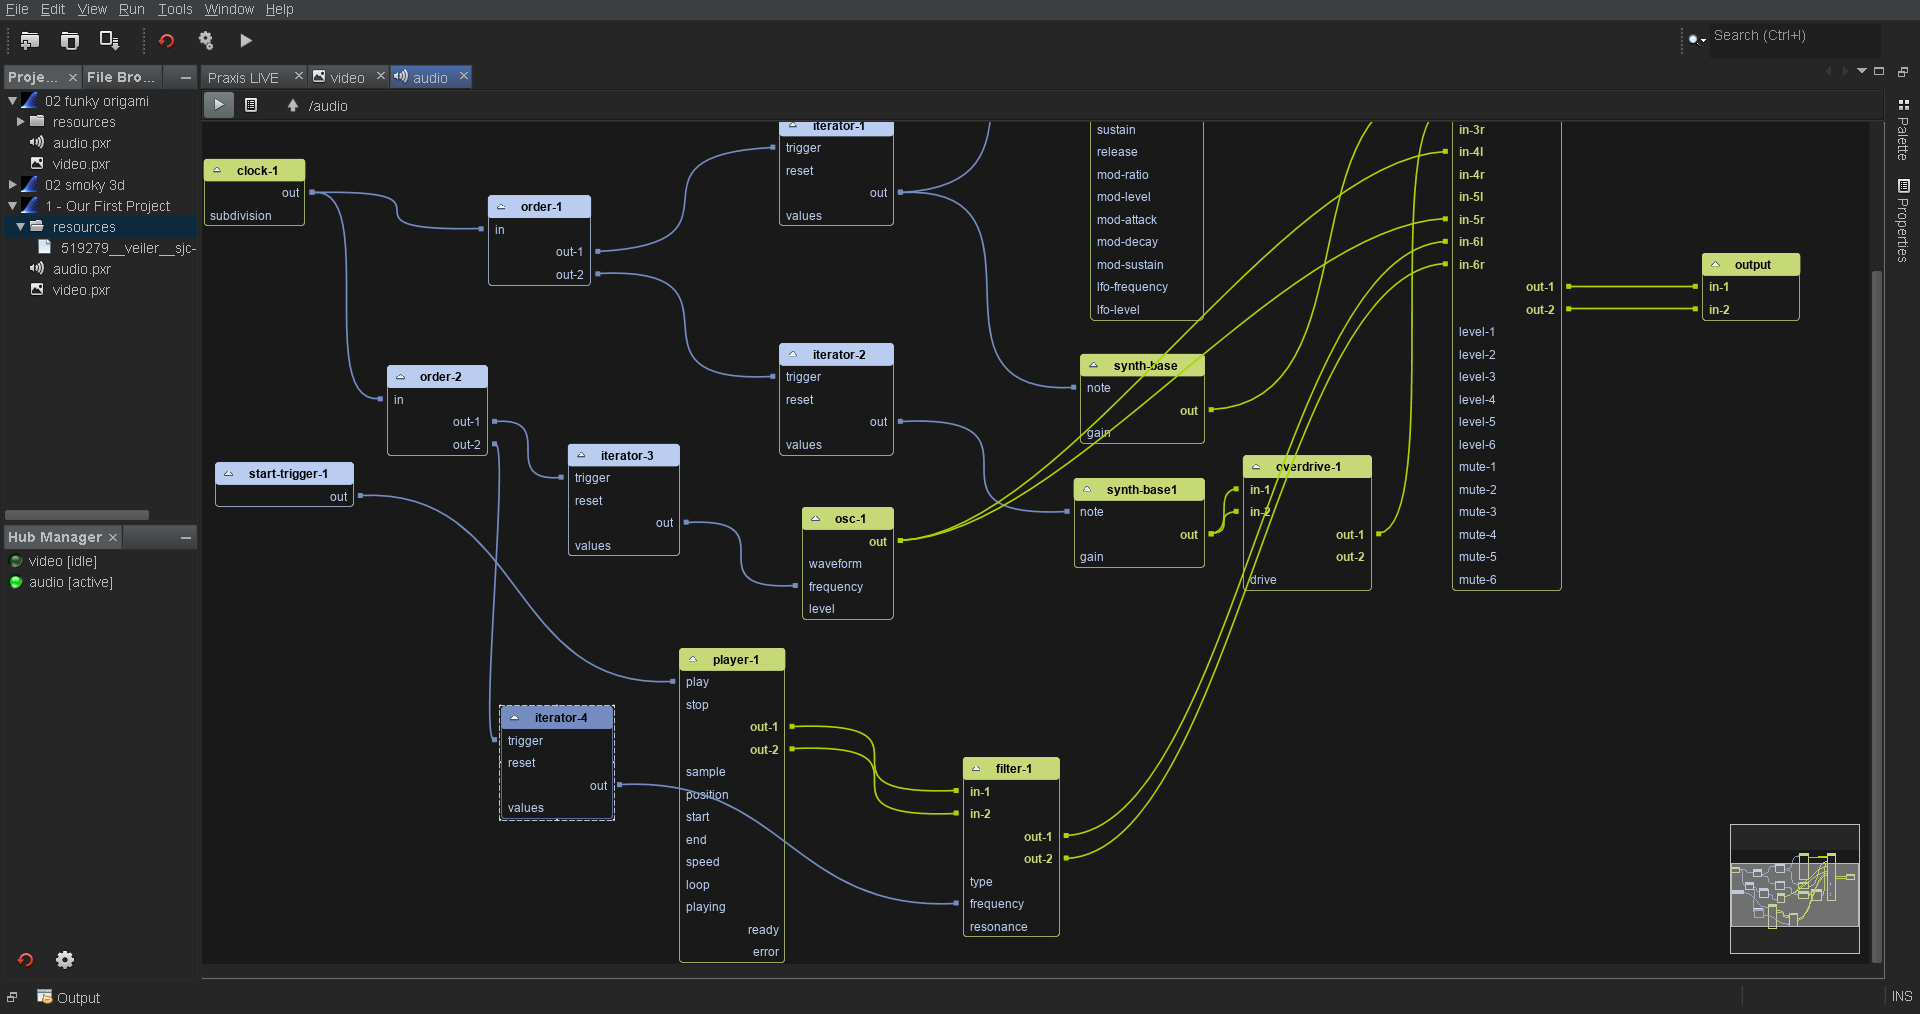 File Edit View Run Tools Window Help
Search (Ctrl+I)
Proje...
File Bro...
02 funky origami
resources
audio.pxr
video.pxr
02 smoky 3d
1 - Our First Project
resources
519279__veiler__sjc-
audio.pxr
video.pxr
Hub Manager
video [idle]
audio [active]
Praxis LIVE
video
audio
/audio
clock-1
out
subdivision
order-1
in
out-1
out-2
iterator-1
trigger
reset
out
values
sustain
release
mod-ratio
mod-level
mod-attack
mod-decay
mod-sustain
lfo-frequency
lfo-level
in-3r
in-4l
in-4r
in-5l
in-5r
in-6l
in-6r
out-1
out-2
level-1
level-2
level-3
level-4
level-5
level-6
mute-1
mute-2
mute-3
mute-4
mute-5
mute-6
output
in-1
in-2
order-2
in
out-1
out-2
iterator-2
trigger
reset
out
values
synth-base
note
out
gain
start-trigger-1
out
iterator-3
trigger
reset
out
values
osc-1
out
waveform
frequency
level
synth-base1
note
out
gain
overdrive-1
in-1
in-2
out-1
out-2
drive
player-1
play
stop
out-1
out-2
sample
position
start
end
speed
loop
playing
ready
error
iterator-4
trigger
reset
out
values
filter-1
in-1
in-2
out-1
out-2
type
frequency
resonance
Palette
Properties
Output
INS